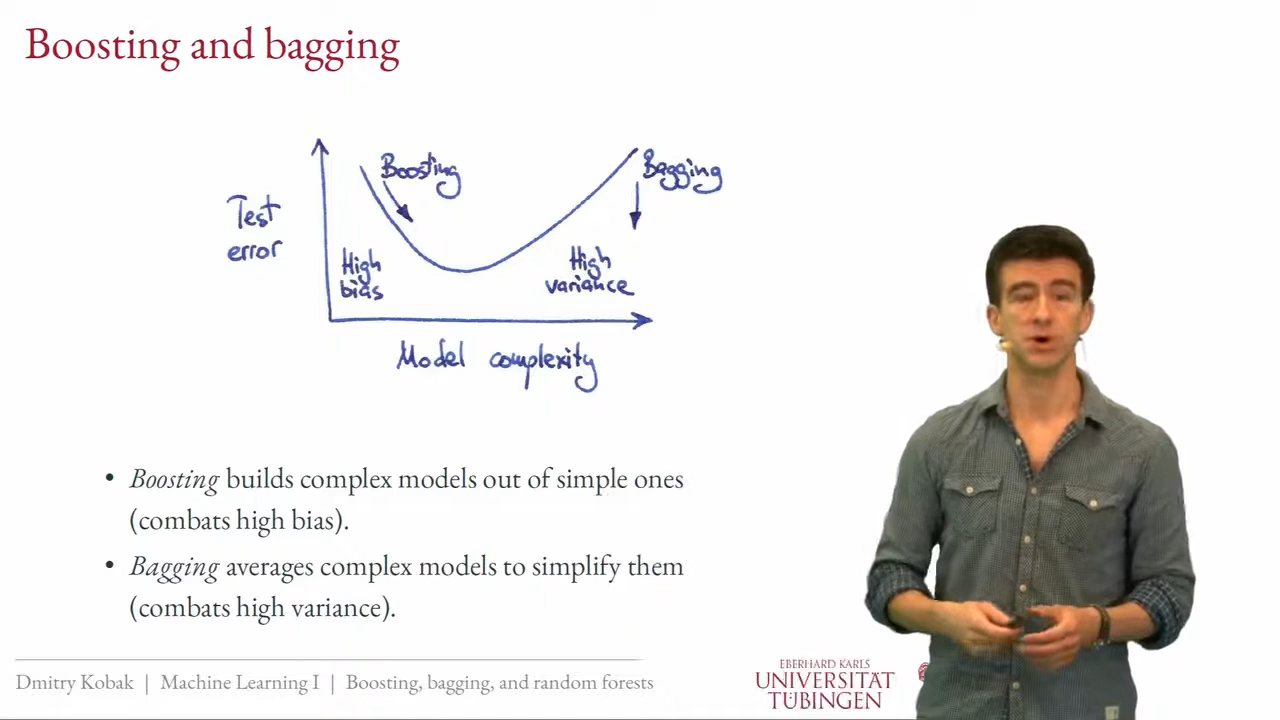 Boosting and bagging
Boosting
Bagging
Test
error
High
bias
High
variance
Model complexity
• Boosting builds complex models out of simple ones
(combats high bias).
• Bagging averages complex models to simplify them
(combats high variance).
Dmitry Kobak | Machine Learning I | Boosting, bagging, and random forests
EBERHARD KARLS
UNIVERSITÄT
TÜBINGEN